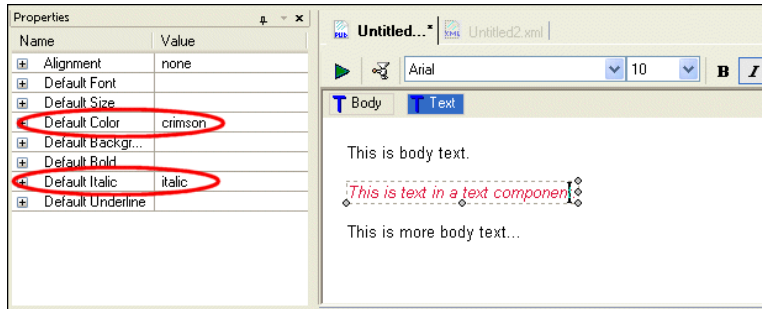 Properties
Name Value
Alignment none
Default Font
Default Size
Default Color crimson
Default Backgr...
Default Bold
Default Italic italic
Default Underline
Untitled...* Untitled2.xml
Arial 10 B I
Body Text
This is body text.
This is text in a text componen
This is more body text...